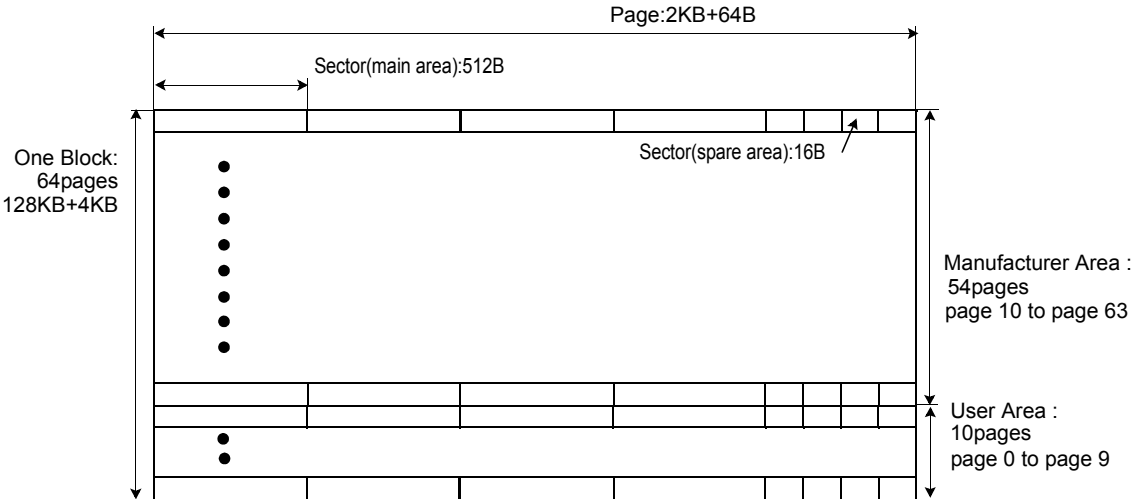 Page:2KB+64B
Sector(main area):512B
One Block:
64pages
128KB+4KB
Sector(spare area):16B
Manufacturer Area :
54pages
page 10 to page 63
User Area :
10pages
page 0 to page 9